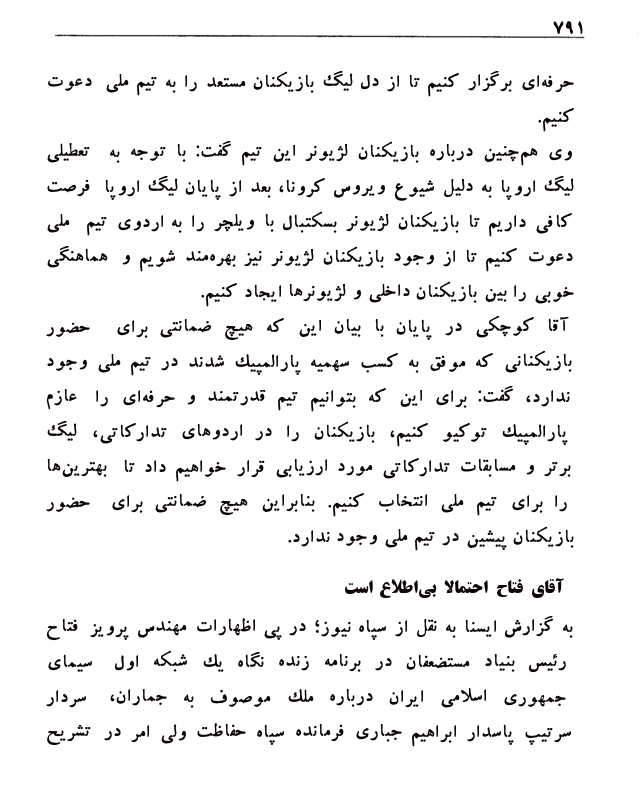 ۷۹۱
حرفه‌ای برگزار کنیم تا از دل لیگ بازیکنان مستعد را به تیم ملی دعوت
کنیم.
وی هم‌چنین درباره بازیکنان لژیونر این تیم گفت: با توجه به تعطیلی
لیگ اروپا به دلیل شیوع ویروس کرونا، بعد از پایان لیگ اروپا فرصت
کافی داریم تا بازیکنان لژیونر بسکتبال با ویلچر را به اردوی تیم ملی
دعوت کنیم تا از وجود بازیکنان لژیونر نیز بهره‌مند شویم و هماهنگی
خوبی را بین بازیکنان داخلی و لژیونرها ایجاد کنیم.
آقا کوچکی در پایان با بیان این که هیچ ضمانتی برای حضور
بازیکنانی که موفق به کسب سهمیه پارالمپیک شدند در تیم ملی وجود
ندارد، گفت: برای این که بتوانیم تیم قدرتمند و حرفه‌ای را عازم
پارالمپیک توکیو کنیم، بازیکنان را در اردوهای تدارکاتی، لیگ
برتر و مسابقات تدارکاتی مورد ارزیابی قرار خواهیم داد تا بهترین‌ها
را برای تیم ملی انتخاب کنیم. بنابراین هیچ ضمانتی برای حضور
بازیکنان پیشین در تیم ملی وجود ندارد.
آقای فتاح احتمالا بی‌اطلاع است
به گزارش ایسنا به نقل از سپاه نیوز؛ در پی اظهارات مهندس پرویز فتاح
رئیس بنیاد مستضعفان در برنامه زنده نگاه یک شبکه اول سیمای
جمهوری اسلامی ایران درباره ملک موصوف به جماران، سردار
سرتیپ پاسدار ابراهیم جباری فرمانده سپاه حفاظت ولی امر در تشریح